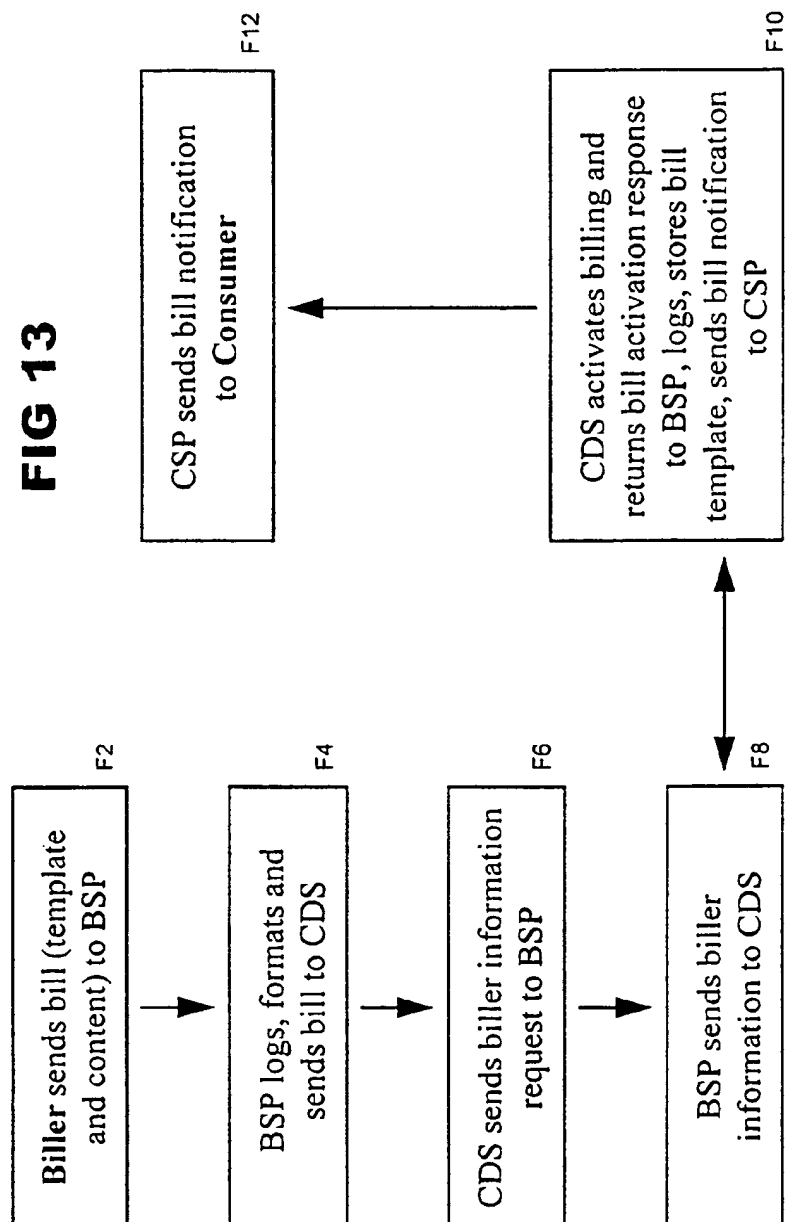 FIG 13
Biller sends bill (template
and content) to BSP
F2
BSP logs, formats and
sends bill to CDS
F4
CDS sends biller information
request to BSP
F6
BSP sends biller
information to CDS
F8
CDS activates billing and
returns bill activation response
to BSP, logs, stores bill
template, sends bill notification
to CSP
F10
CSP sends bill notification
to Consumer
F12